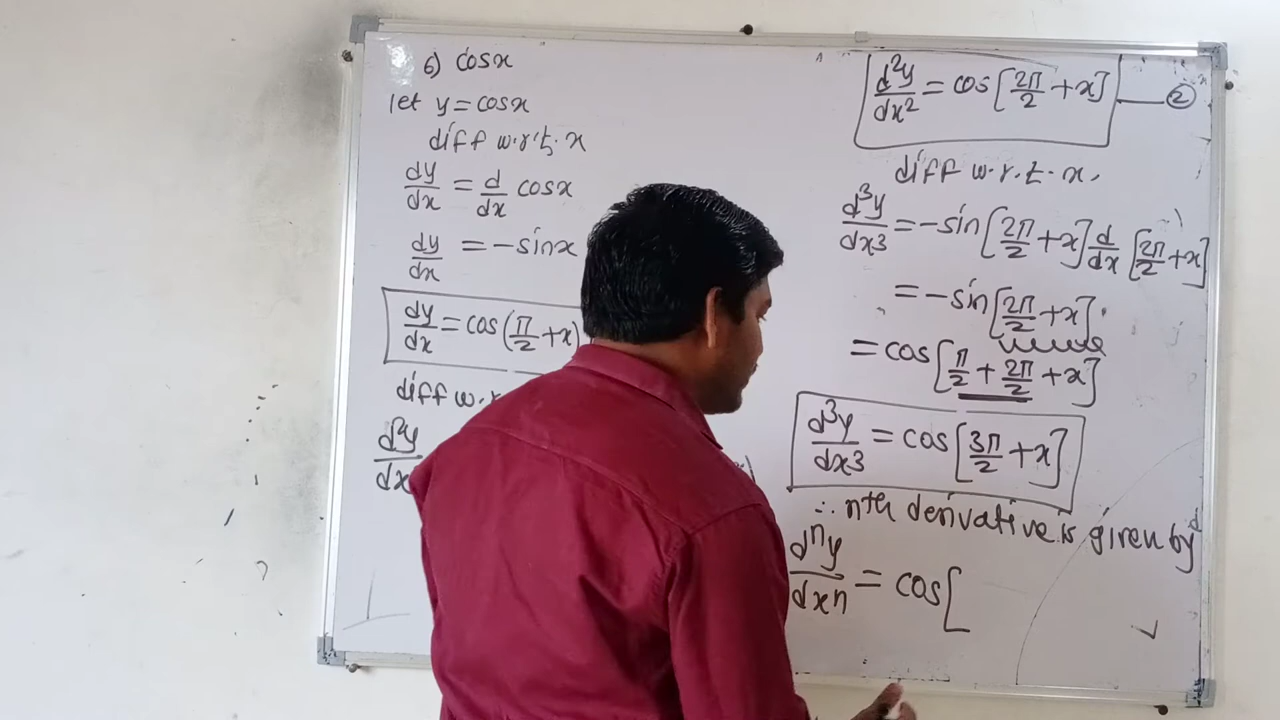 6) cosx
let y = cosx
diff w.r.t. x
dy/dx = d/dx cosx
dy/dx = -sinx
dy/dx = cos(π/2 + x)
diff w.r
d²y/dx
d²y/dx2 = cos[2π/2 + x] — 2
diff w.r.t. x.
d³y/dx3 = -sin[2π/2 + x] d/dx [2π/2 + x]
= -sin[2π/2 + x]
= cos[π/2 + 2π/2 + x]
d³y/dx3 = cos[3π/2 + x]
∴ nth derivative is given by
dⁿy/dxn = cos[